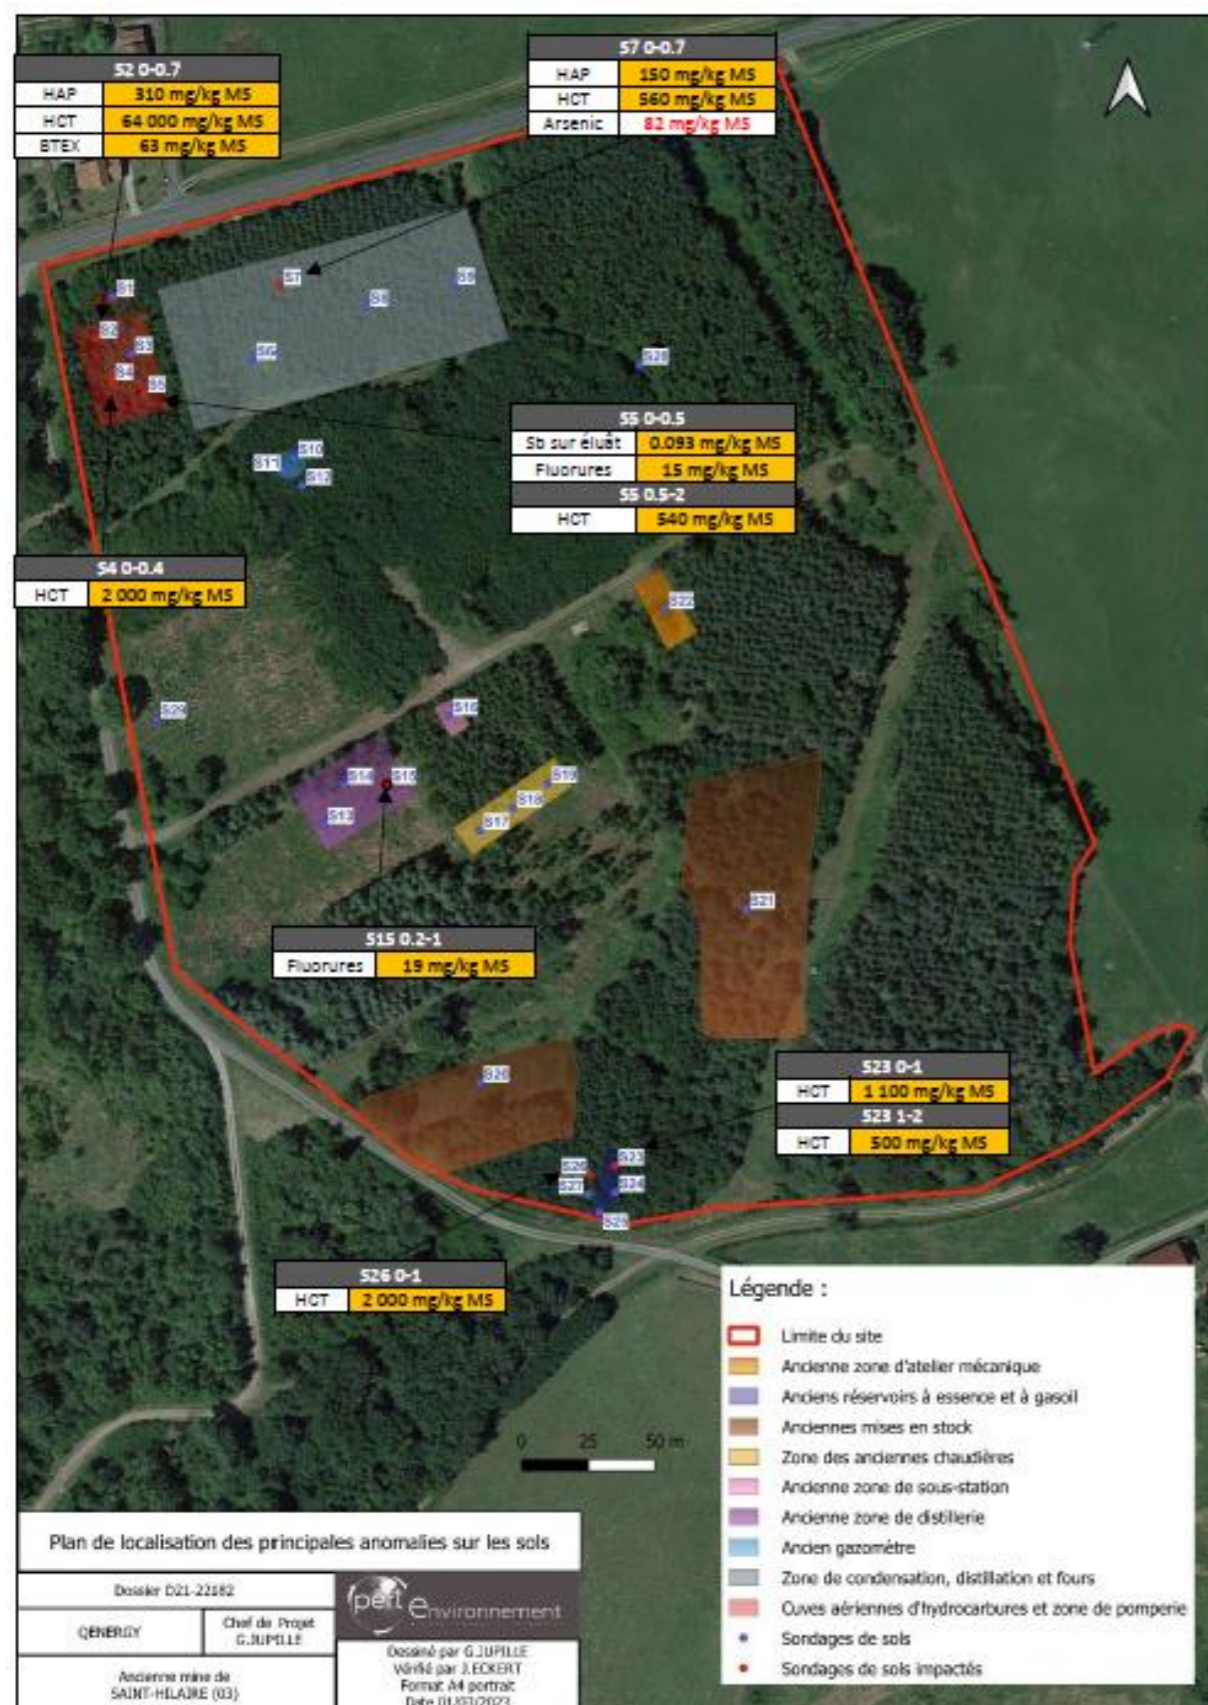 S2 0-0.7
HAP 310 mg/kg MS
HCT 64 000 mg/kg MS
BTEX 63 mg/kg MS
S7 0-0.7
HAP 150 mg/kg MS
HCT 560 mg/kg MS
Arsenic 82 mg/kg MS
S1
S2
S3
S4
S5
S7
S9
S8
S6
S28
S5 0-0.5
Sb sur éluât 0.093 mg/kg MS
Fluorures 15 mg/kg MS
S5 0.5-2
HCT 540 mg/kg MS
S10
S11
S12
S4 0-0.4
HCT 2 000 mg/kg MS
S22
S29
S16
S14
S15
S13
S19
S18
S17
S21
S15 0.2-1
Fluorures 19 mg/kg MS
S20
S23 0-1
HCT 1 100 mg/kg MS
S23 1-2
HCT 500 mg/kg MS
S23
S26
S27
S24
S25
S26 0-1
HCT 2 000 mg/kg MS
0 25 50 m
Légende :
Limite du site
Ancienne zone d'atelier mécanique
Anciens réservoirs à essence et à gasoil
Anciennes mises en stock
Zone des anciennes chaudières
Ancienne zone de sous-station
Ancienne zone de distillerie
Ancien gazomètre
Zone de condensation, distillation et fours
Cuves aériennes d'hydrocarbures et zone de pomperie
Sondages de sols
Sondages de sols impactés
Plan de localisation des principales anomalies sur les sols
Dossier D21-22182
QENERGY
Chef de Projet
G.JUPILLE
Ancienne mine de
SAINT-HILAIRE (03)
environnement
Dessiné par G.JUPILLE
Vérifié par J.ECKERT
Format A4 portrait
Date 01/03/2023